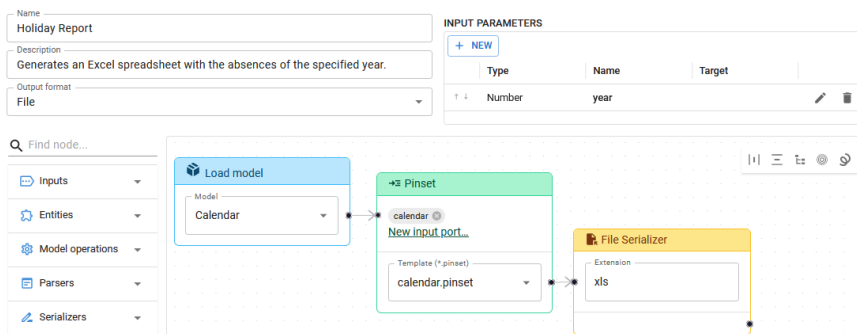 Name
Holiday Report
Description
Generates an Excel spreadsheet with the absences of the specified year.
Output format
File
INPUT PARAMETERS
+ NEW
Type Name Target
Number year
Find node...
Inputs
Entities
Model operations
Parsers
Serializers
Load model
Model
Calendar
Pinset
calendar
New input port...
Template (*.pinset)
calendar.pinset
File Serializer
Extension
xls